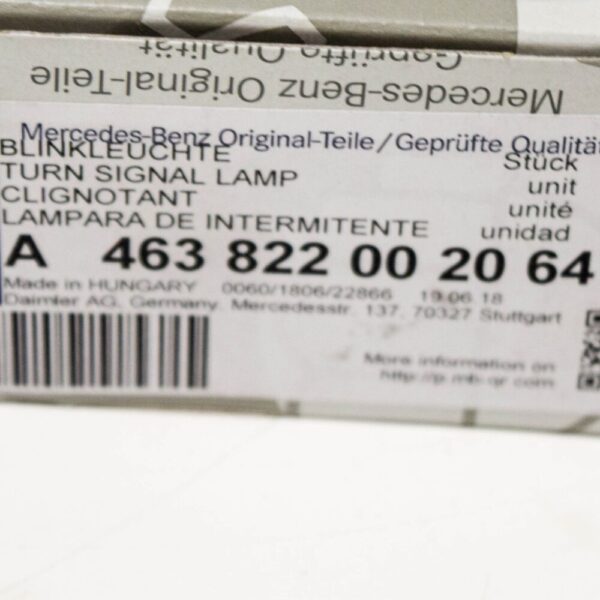 Geprüfte Qualität
Mercedes-Benz Original-Teile
Mercedes-Benz Original-Teile/Geprüfte Qualität
BLINKLEUCHTE Stück
TURN SIGNAL LAMP unit
CLIGNOTANT unité
LAMPARA DE INTERMITENTE unidad
A 463 822 00 20 64
Made in HUNGARY 0060/1806/22866 19.06.18
Daimler AG, Germany, Mercedesstr. 137, 70327 Stuttgart
More information on
http://p.mb-qr.com